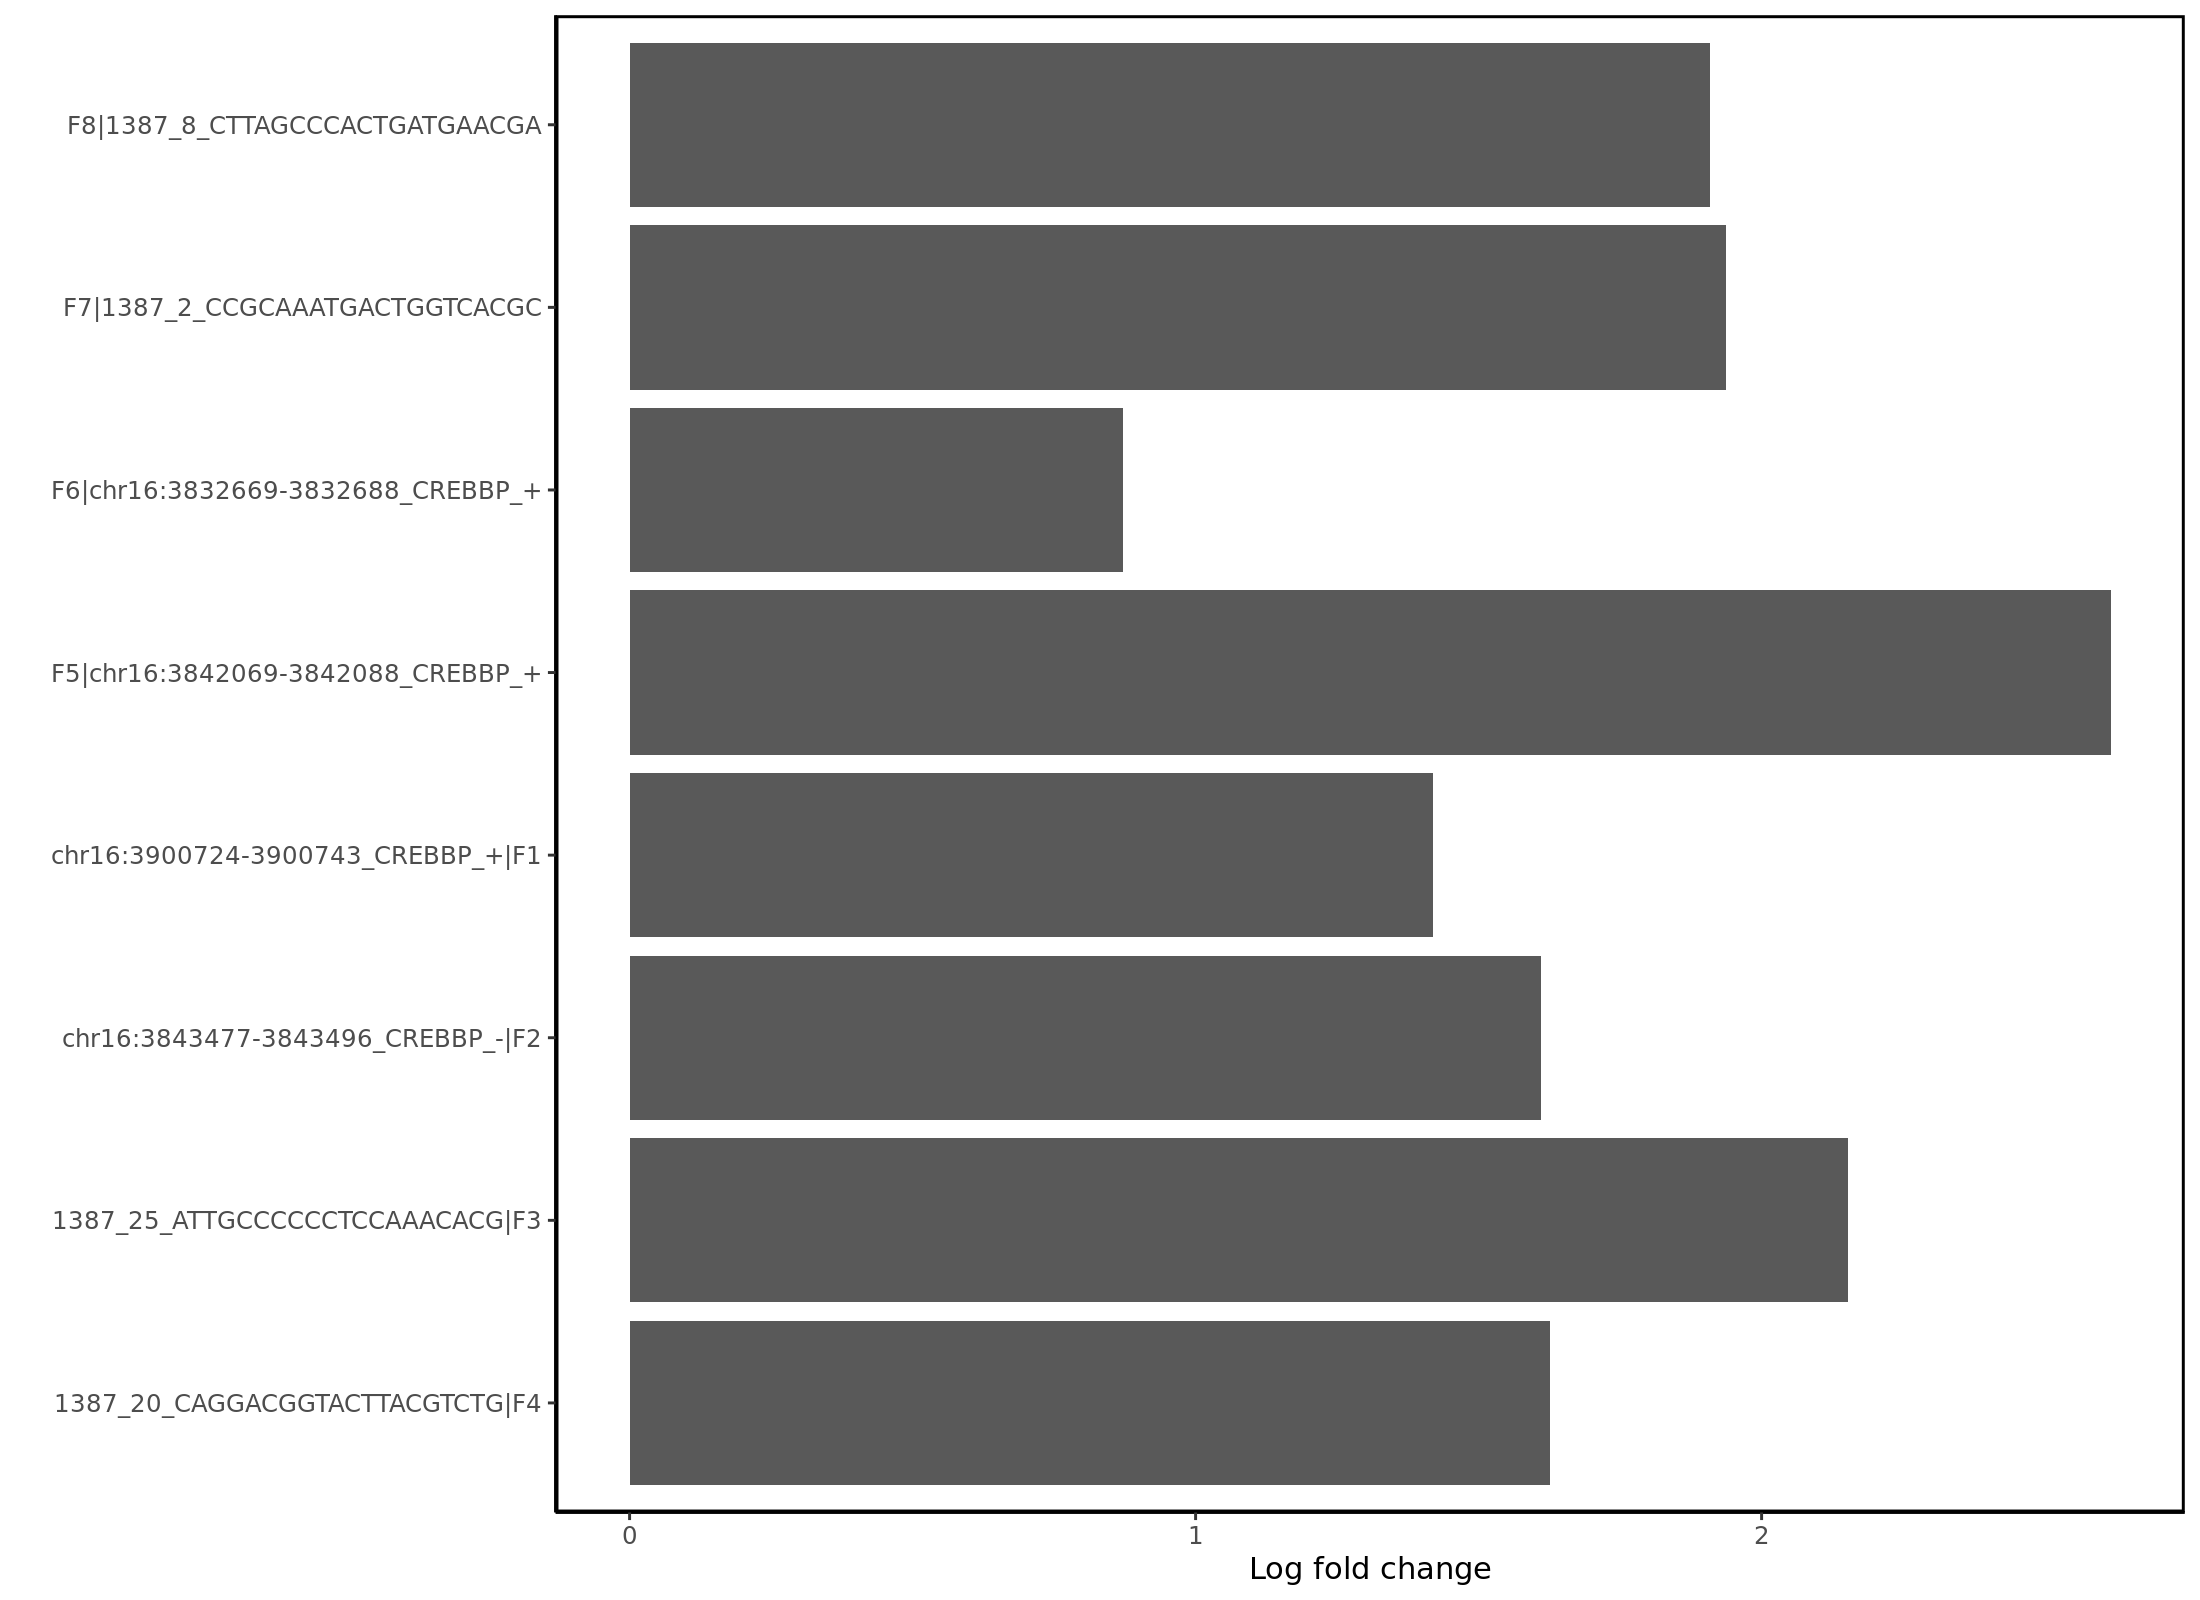 F8|1387_8_CTTAGCCCACTGATGAACGA
F7|1387_2_CCGCAAATGACTGGTCACGC
F6|chr16:3832669-3832688_CREBBP_+
F5|chr16:3842069-3842088_CREBBP_+
chr16:3900724-3900743_CREBBP_+|F1
chr16:3843477-3843496_CREBBP_-|F2
1387_25_ATTGCCCCCCTCCAAACACG|F3
1387_20_CAGGACGGTACTTACGTCTG|F4
0 1 2
Log fold change